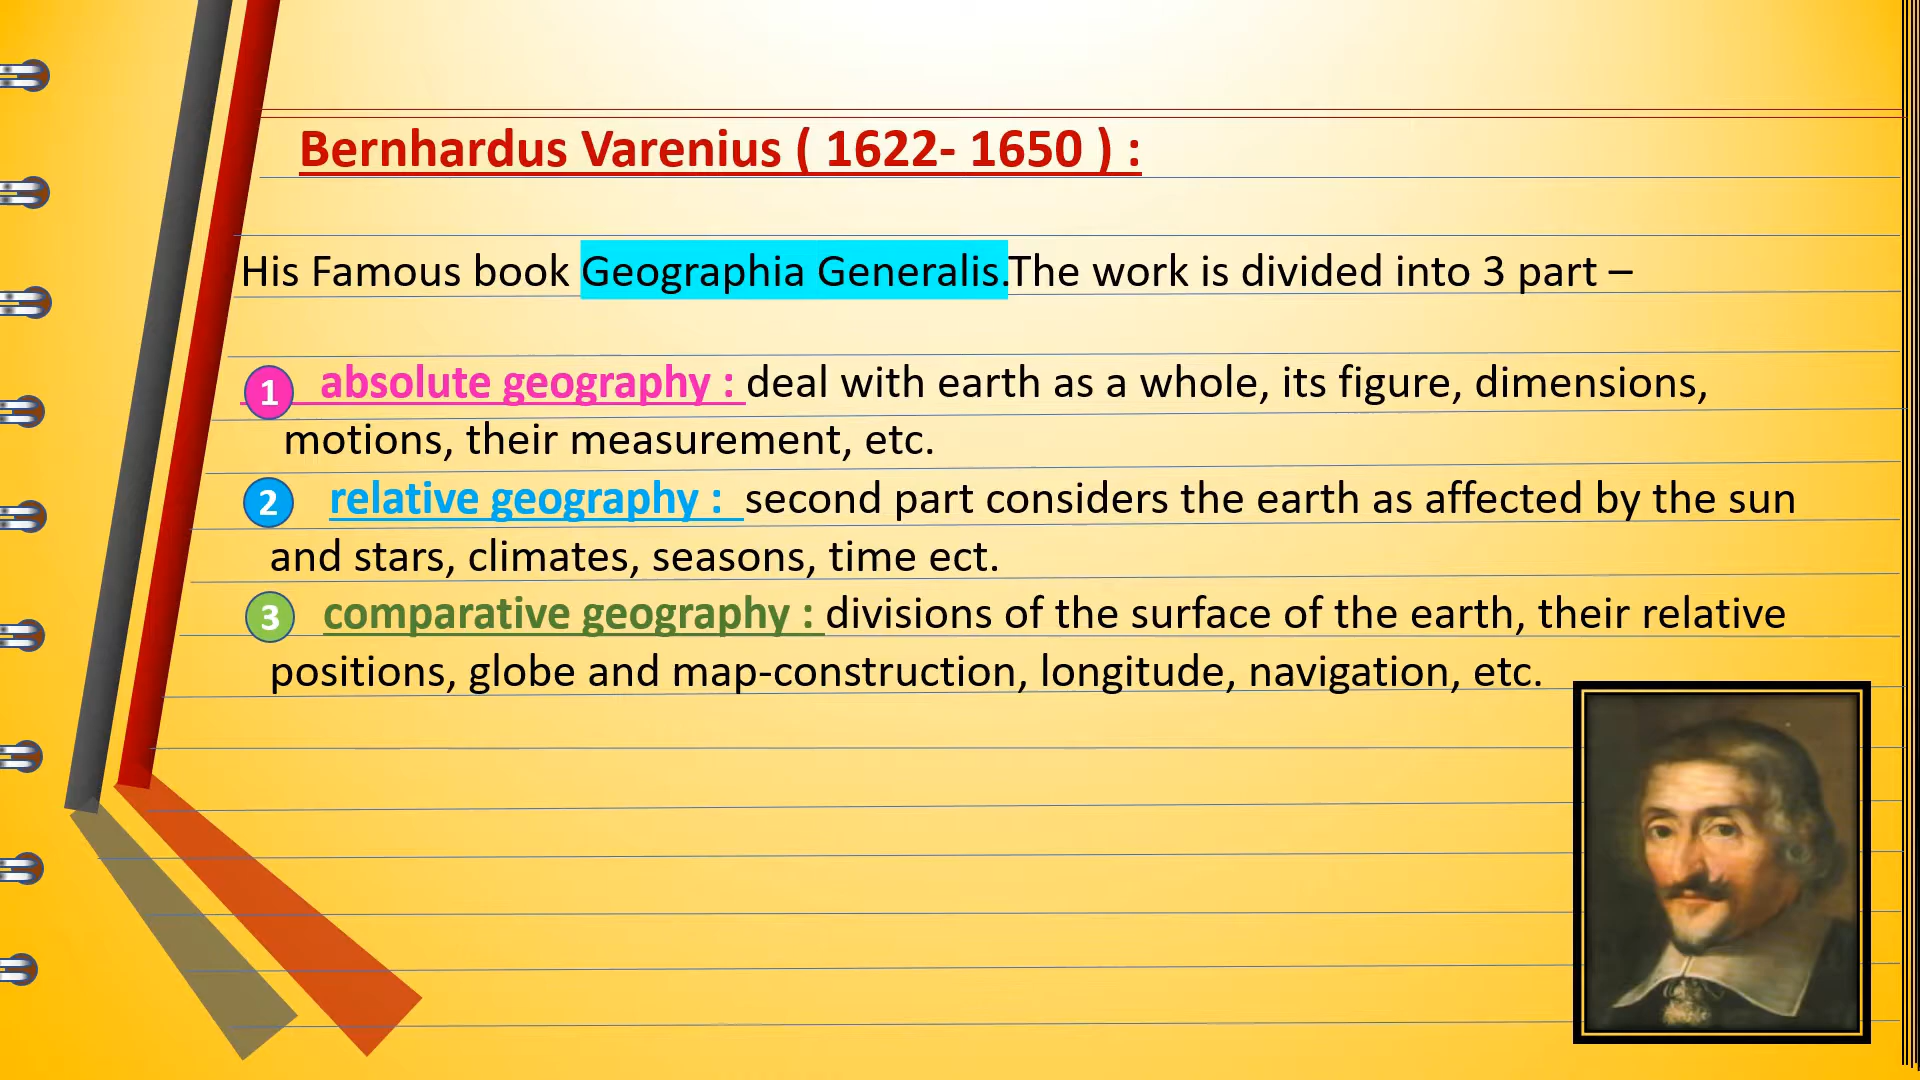 Bernhardus Varenius ( 1622- 1650 ) :
His Famous book Geographia Generalis.The work is divided into 3 part –
1 absolute geography : deal with earth as a whole, its figure, dimensions,
motions, their measurement, etc.
2 relative geography : second part considers the earth as affected by the sun
and stars, climates, seasons, time ect.
3 comparative geography : divisions of the surface of the earth, their relative
positions, globe and map-construction, longitude, navigation, etc.